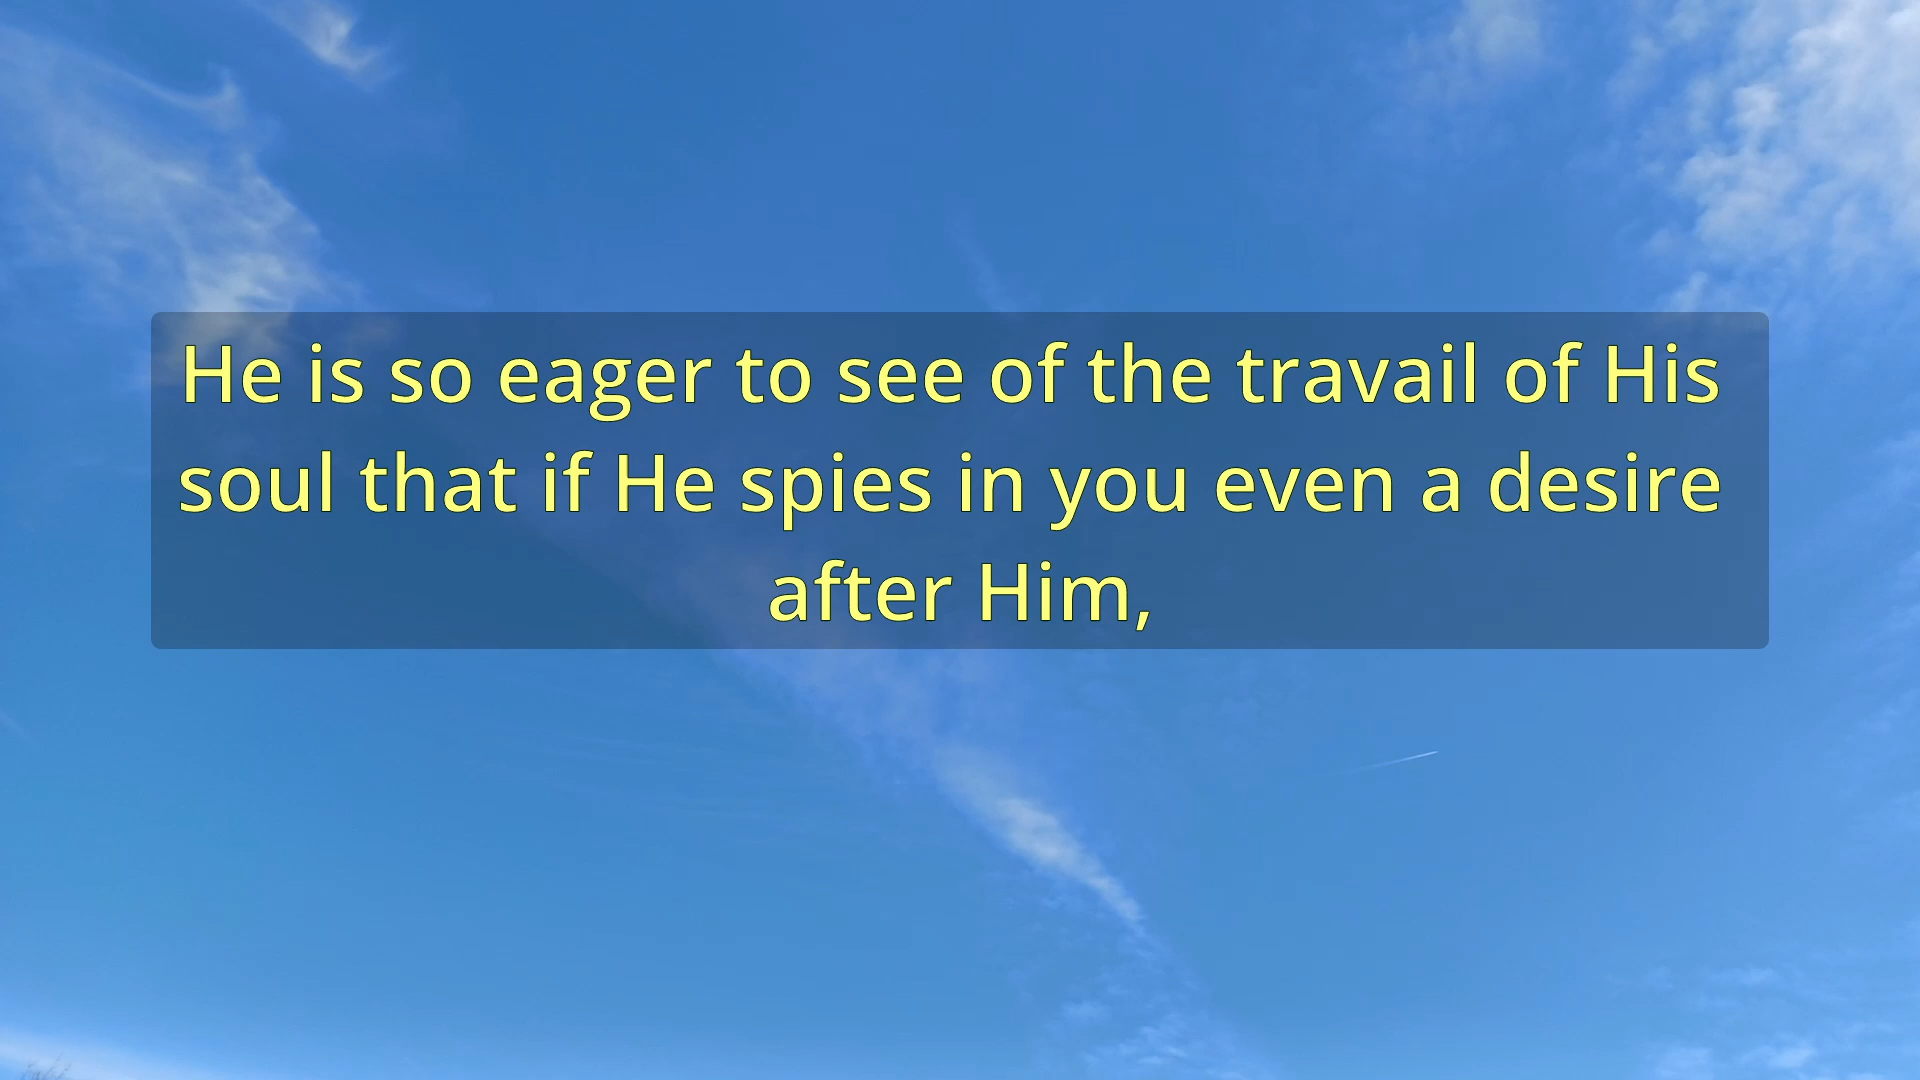 He is so eager to see of the travail of His
soul that if He spies in you even a desire
after Him,